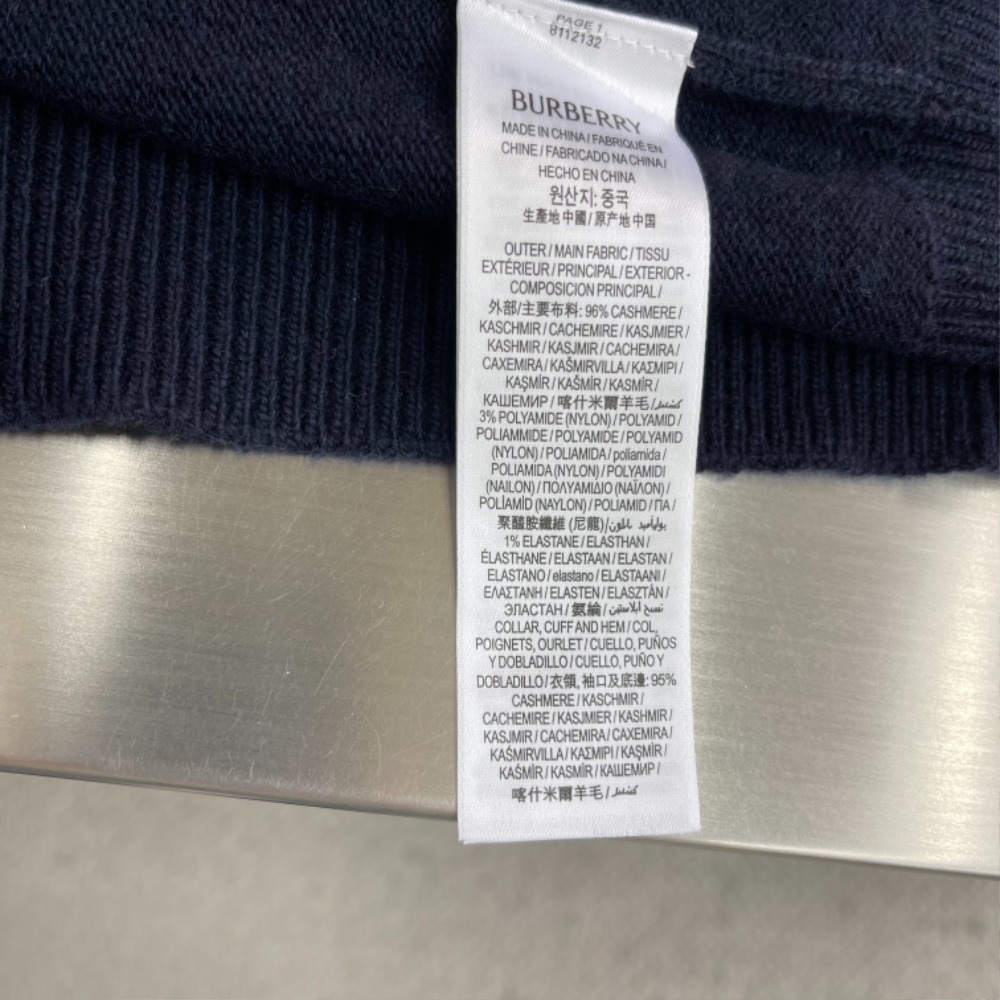 PAGE 1
8112132
BURBERRY
MADE IN CHINA / FABRIQUÉ EN
CHINE / FABRICADO NA CHINA /
HECHO EN CHINA
원산지: 중국
生產地 中國 / 原产地 中国
OUTER / MAIN FABRIC / TISSU
EXTÉRIEUR / PRINCIPAL / EXTERIOR -
COMPOSICION PRINCIPAL /
外部/主要布料: 96% CASHMERE /
KASCHMIR / CACHEMIRE / KASJMIER /
KASHMIR / KASJMIR / CACHEMIRA /
CAXEMIRA / KAŠMIRVILLA / ΚΑΣΜΙΡΙ /
KAŞMİR / KAŠMÍR / KASMÍR /
КАШЕМИР / 喀什米爾羊毛 / كشمير
3% POLYAMIDE (NYLON) / POLYAMID /
POLIAMMIDE / POLYAMIDE / POLYAMID
(NYLON) / POLIAMIDA / poliamida /
POLIAMIDA (NYLON) / POLYAMIDI
(NAILON) / ΠΟΛΥΑΜΙΔΙΟ (ΝΑΪΛΟΝ) /
POLİAMİD (NAYLON) / POLIAMID / ПА /
聚醯胺纖維 (尼龍)/ بوليأميد نايلون
1% ELASTANE / ELASTHAN /
ÉLASTHANE / ELASTAAN / ELASTAN /
ELASTANO / elastano / ELASTAANI /
ΕΛΑΣΤΑΝΗ / ELASTEN / ELASZTÁN /
ЭЛАСТАН / 氨綸 / نسيج ايلاستين
COLLAR, CUFF AND HEM / COL,
POIGNETS, OURLET / CUELLO, PUÑOS
Y DOBLADILLO / CUELLO, PUÑO Y
DOBLADILLO / 衣領, 袖口及底邊: 95%
CASHMERE / KASCHMIR /
CACHEMIRE / KASJMIER / KASHMIR /
KASJMIR / CACHEMIRA / CAXEMIRA /
KAŠMIRVILLA / ΚΑΣΜΙΡΙ / KAŞMİR /
KAŠMÍR / KASMÍR / КАШЕМИР /
喀什米爾羊毛 / كشمير